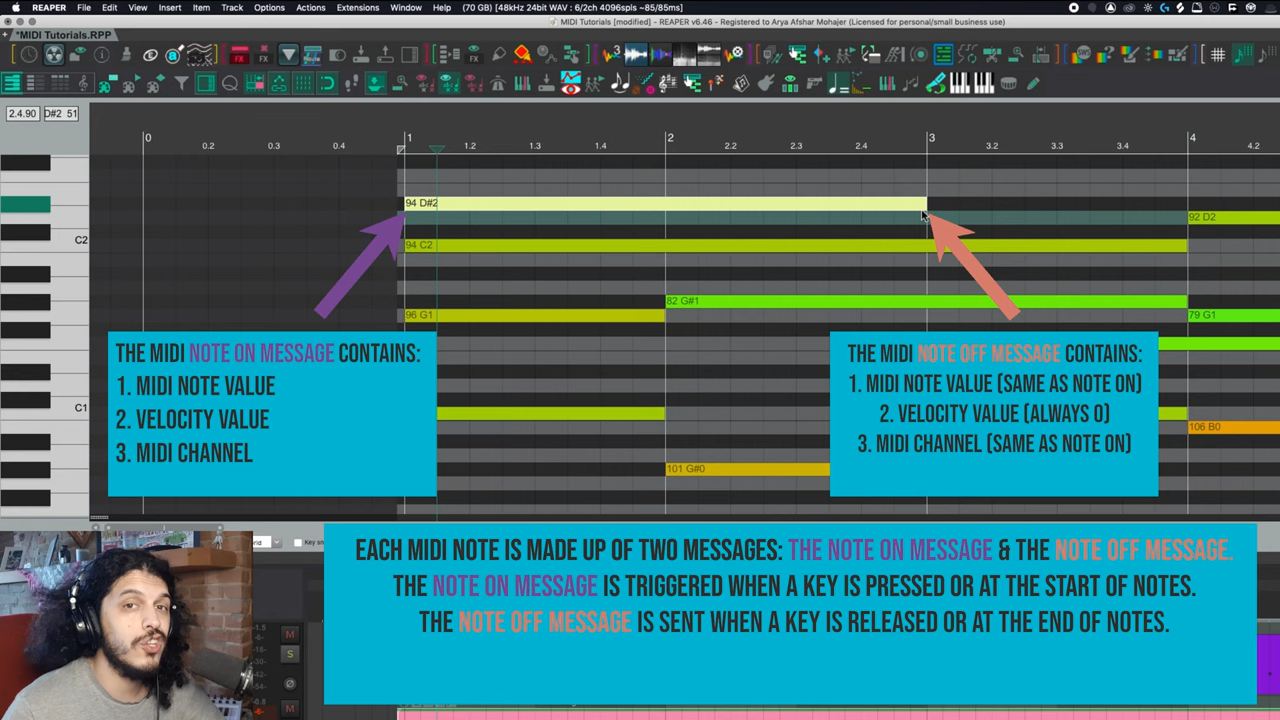 REAPER File Edit View Insert Item Track Options Actions Extensions Window Help (70 GB) [48kHz 24bit WAV : 6/2ch 4096spls ~85/85ms]
MIDI Tutorials [modified] - REAPER v6.46 - Registered to Arya Afshar Mohajer (Licensed for personal/small business use)
*MIDI Tutorials.RPP
2.4.90 D#2 51
0 1 2 3 4
0.2 0.3 0.4 1.2 1.3 1.4 2.2 2.3 2.4 3.2 3.3 3.4 4.2
94 D#2
92 D2
C2
94 C2
82 G#1
96 G1
79 G1
C1
106 B0
101 G#0
THE MIDI NOTE ON MESSAGE CONTAINS:
1. MIDI NOTE VALUE
2. VELOCITY VALUE
3. MIDI CHANNEL
THE MIDI NOTE OFF MESSAGE CONTAINS:
1. MIDI NOTE VALUE (SAME AS NOTE ON)
2. VELOCITY VALUE (ALWAYS 0)
3. MIDI CHANNEL (SAME AS NOTE ON)
EACH MIDI NOTE IS MADE UP OF TWO MESSAGES: THE NOTE ON MESSAGE & THE NOTE OFF MESSAGE.
THE NOTE ON MESSAGE IS TRIGGERED WHEN A KEY IS PRESSED OR AT THE START OF NOTES.
THE NOTE OFF MESSAGE IS SENT WHEN A KEY IS RELEASED OR AT THE END OF NOTES.